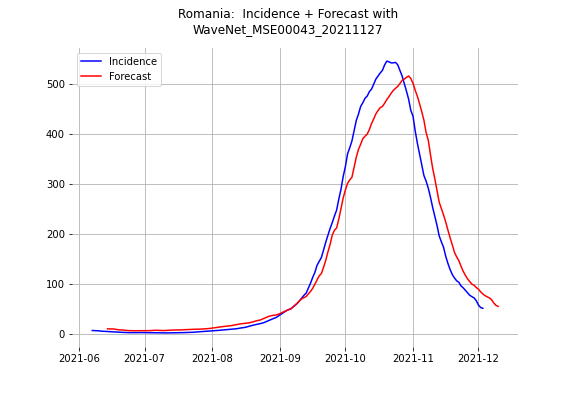 Romania:  Incidence + Forecast with
WaveNet_MSE00043_20211127
Incidence
Forecast
500
400
300
200
100
0
2021-06 2021-07 2021-08 2021-09 2021-10 2021-11 2021-12